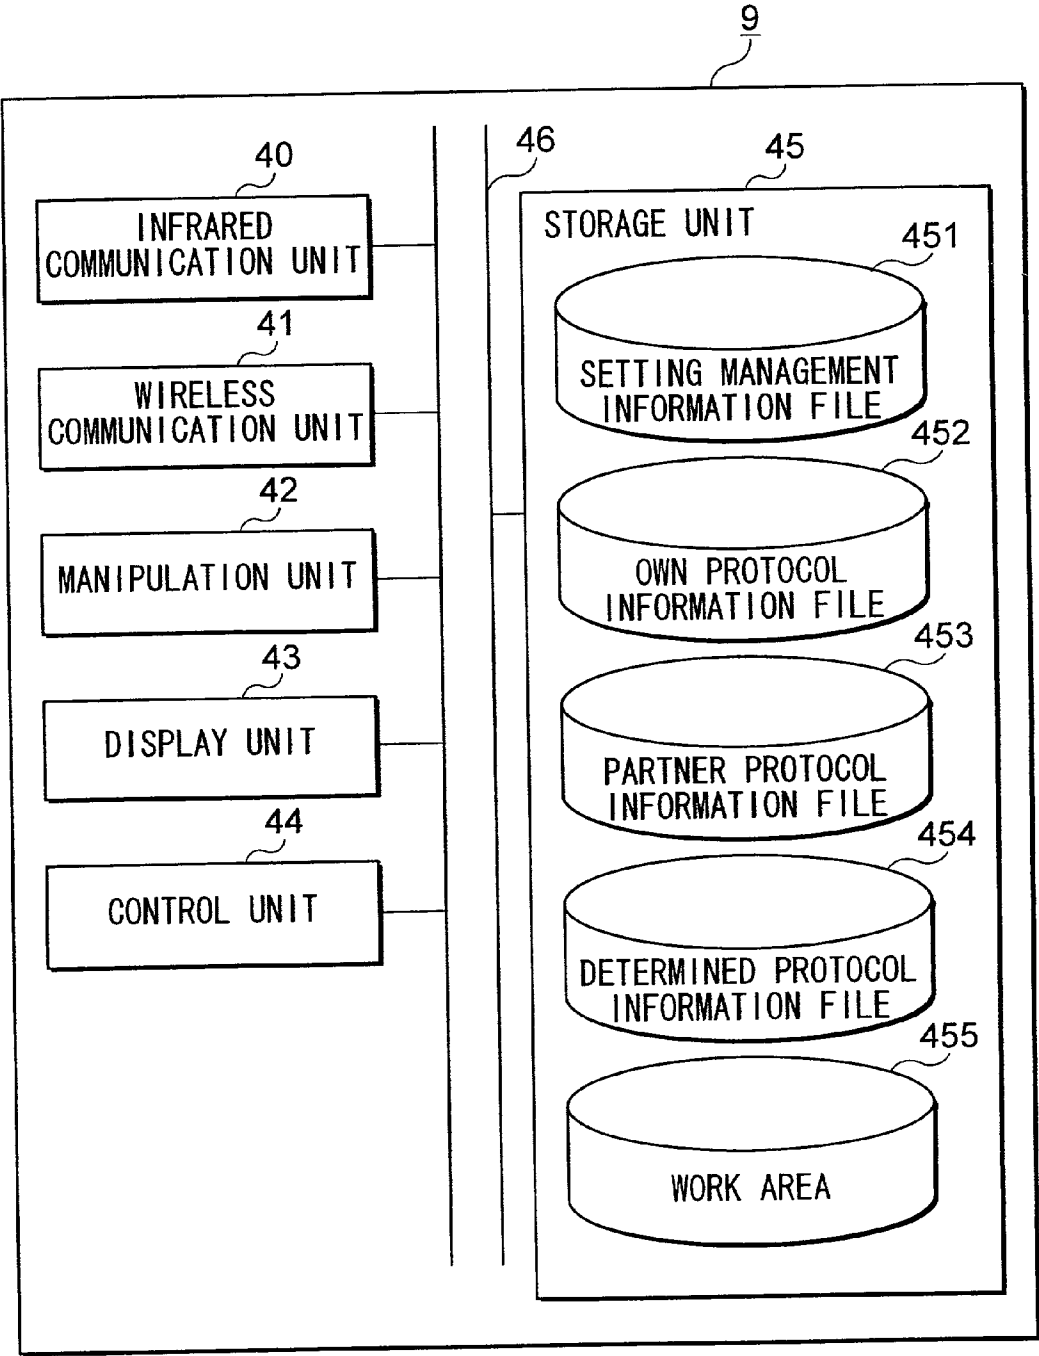 9
40
INFRARED
COMMUNICATION UNIT
41
WIRELESS
COMMUNICATION UNIT
42
MANIPULATION UNIT
43
DISPLAY UNIT
44
CONTROL UNIT
46
45
STORAGE UNIT
451
SETTING MANAGEMENT
INFORMATION FILE
452
OWN PROTOCOL
INFORMATION FILE
453
PARTNER PROTOCOL
INFORMATION FILE
454
DETERMINED PROTOCOL
INFORMATION FILE
455
WORK AREA